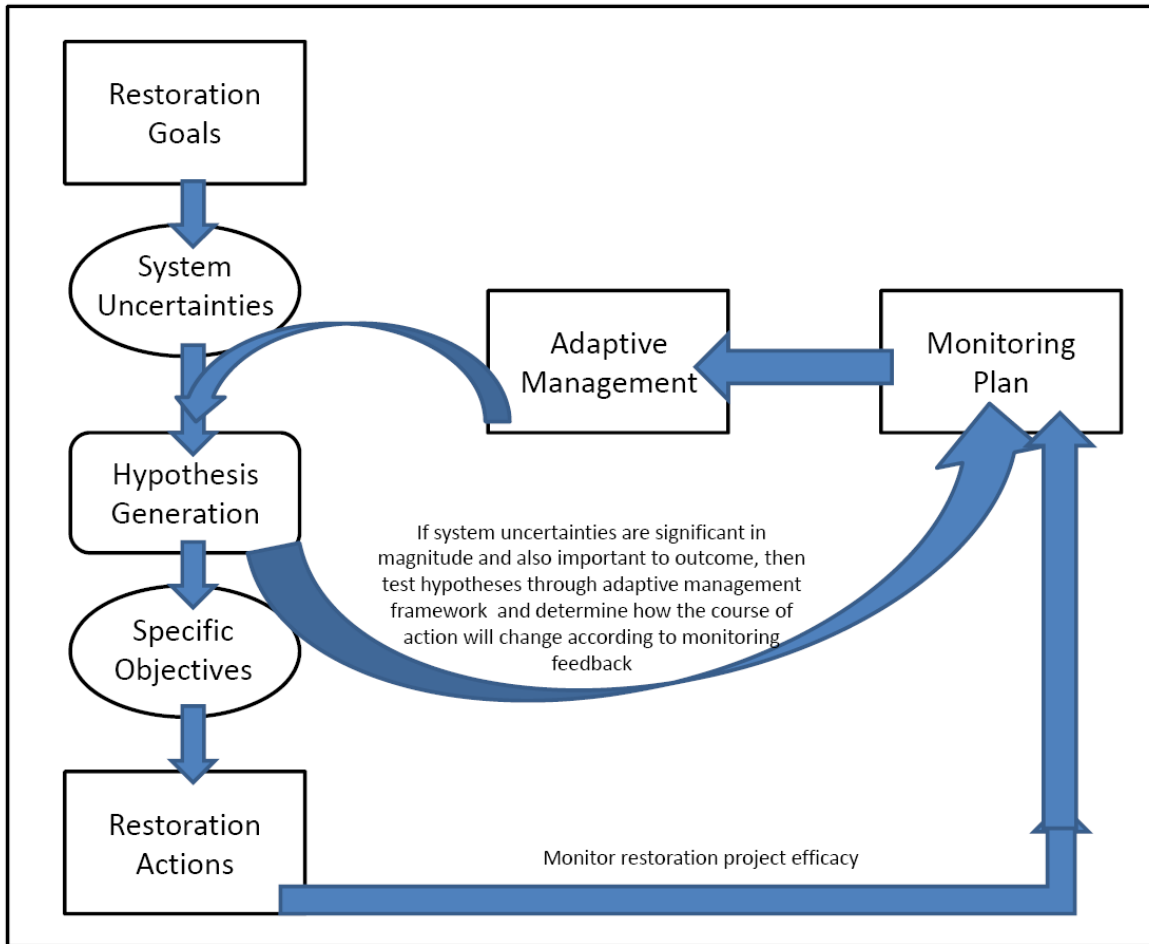 Restoration
Goals
System
Uncertainties
Adaptive
Management
Monitoring
Plan
Hypothesis
Generation
If system uncertainties are significant in
magnitude and also important to outcome, then
test hypotheses through adaptive management
framework and determine how the course of
action will change according to monitoring
feedback
Specific
Objectives
Restoration
Actions
Monitor restoration project efficacy